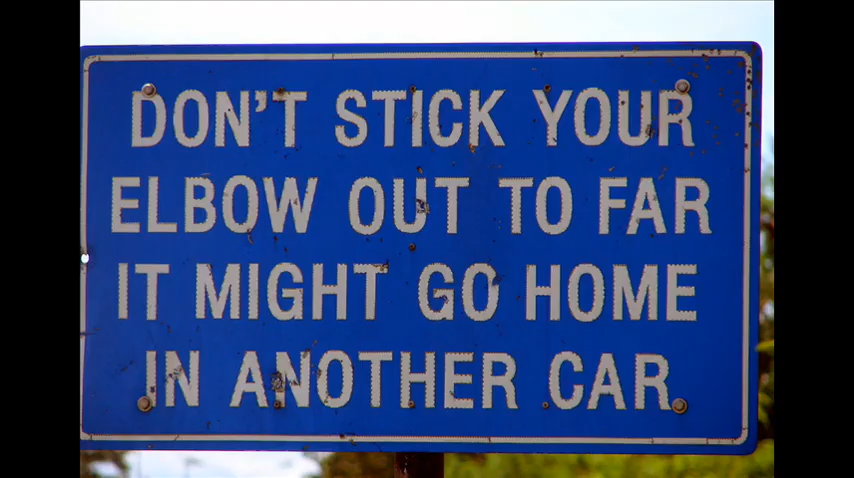 DON'T STICK YOUR
ELBOW OUT TO FAR
IT MIGHT GO HOME
IN ANOTHER CAR.